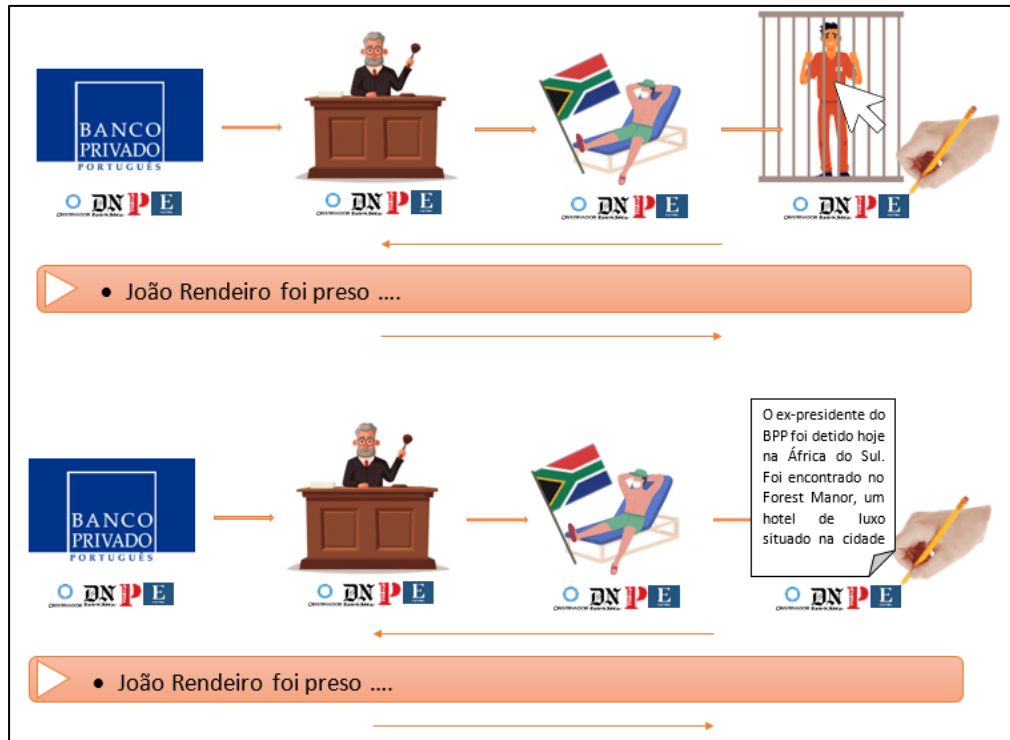 BANCO
PRIVADO
PORTUGUÊS
OBSERVADOR DN P E
DN P E
DN P E
DN P E
• João Rendeiro foi preso ....
O ex-presidente do
BPP foi detido hoje
na África do Sul.
Foi encontrado no
Forest Manor, um
hotel de luxo
situado na cidade
BANCO
PRIVADO
PORTUGUÊS
OBSERVADOR DN P E
DN P E
DN P E
DN P E
• João Rendeiro foi preso ....